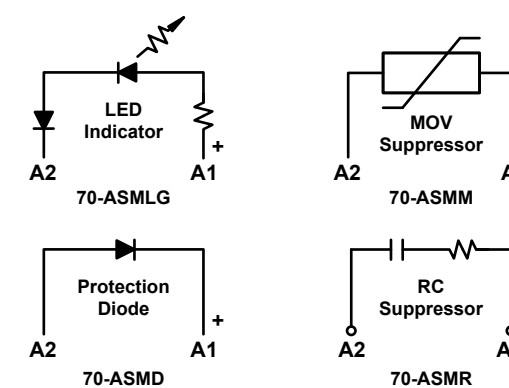 LED
Indicator
+
A2
A1
70-ASMLG
MOV
Suppressor
A2
A
70-ASMM
Protection
Diode
+
A2
A1
70-ASMD
RC
Suppressor
A2
A
70-ASMR